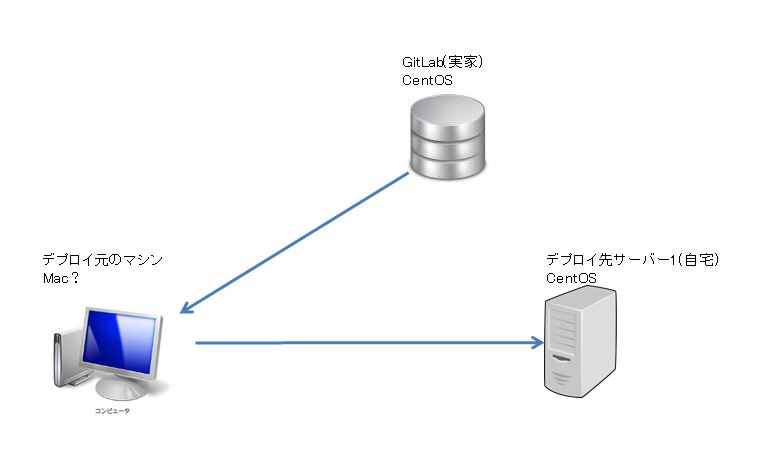 GitLab(実家)
CentOS
デプロイ元のマシン
Mac？
デプロイ先サーバー1(自宅)
CentOS
コンピュータ